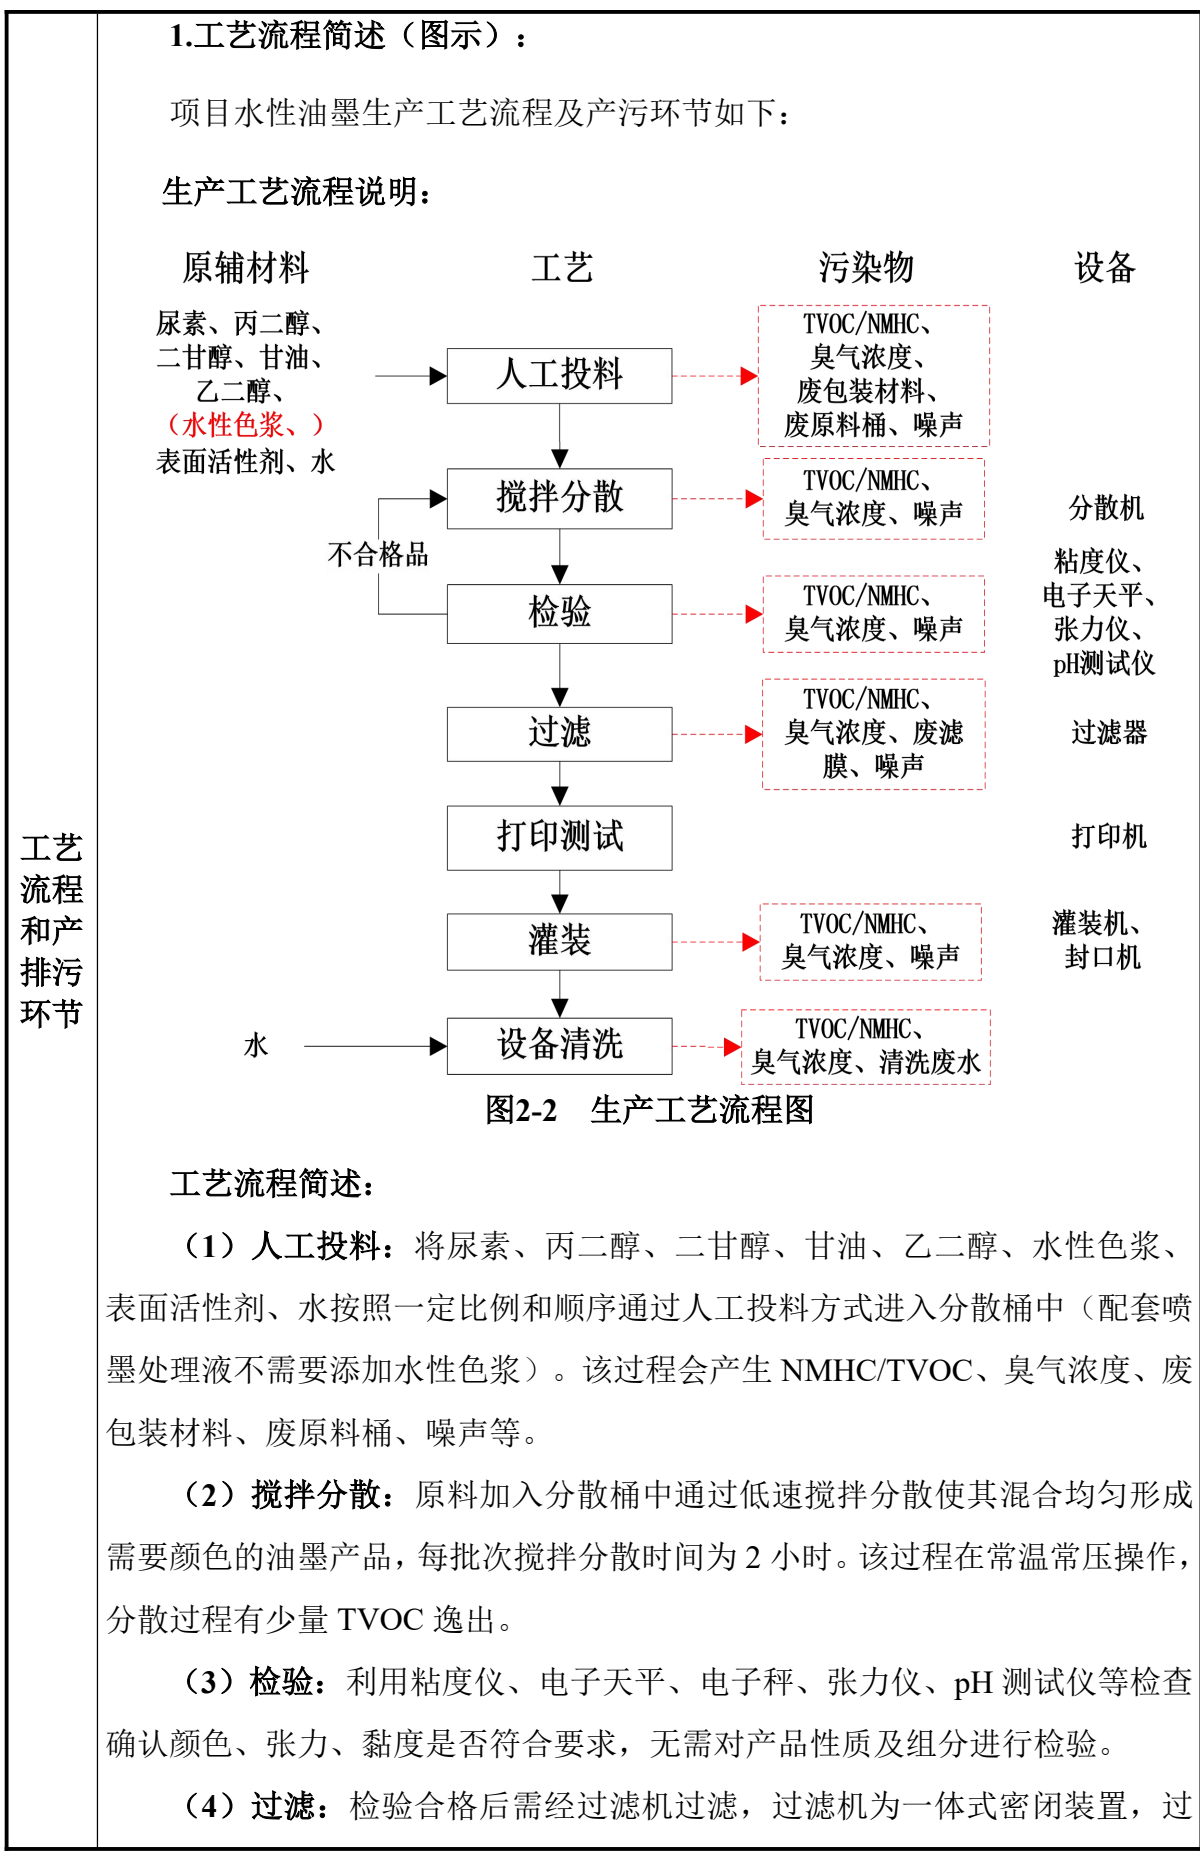 1.工艺流程简述（图示）：
项目水性油墨生产工艺流程及产污环节如下：
生产工艺流程说明：
原辅材料 工艺 污染物 设备
尿素、丙二醇、
二甘醇、甘油、
乙二醇、
（水性色浆、）
表面活性剂、水
人工投料
TVOC/NMHC、
臭气浓度、
废包装材料、
废原料桶、噪声
搅拌分散
TVOC/NMHC、
臭气浓度、噪声
分散机
不合格品
检验
TVOC/NMHC、
臭气浓度、噪声
粘度仪、
电子天平、
张力仪、
pH测试仪
过滤
TVOC/NMHC、
臭气浓度、废滤
膜、噪声
过滤器
打印测试
打印机
灌装
TVOC/NMHC、
臭气浓度、噪声
灌装机、
封口机
水
设备清洗
TVOC/NMHC、
臭气浓度、清洗废水
图2-2 生产工艺流程图
工艺
流程
和产
排污
环节
工艺流程简述：
（1）人工投料：将尿素、丙二醇、二甘醇、甘油、乙二醇、水性色浆、
表面活性剂、水按照一定比例和顺序通过人工投料方式进入分散桶中（配套喷
墨处理液不需要添加水性色浆）。该过程会产生 NMHC/TVOC、臭气浓度、废
包装材料、废原料桶、噪声等。
（2）搅拌分散：原料加入分散桶中通过低速搅拌分散使其混合均匀形成
需要颜色的油墨产品，每批次搅拌分散时间为 2 小时。该过程在常温常压操作，
分散过程有少量 TVOC 逸出。
（3）检验：利用粘度仪、电子天平、电子秤、张力仪、pH 测试仪等检查
确认颜色、张力、黏度是否符合要求，无需对产品性质及组分进行检验。
（4）过滤：检验合格后需经过滤机过滤，过滤机为一体式密闭装置，过